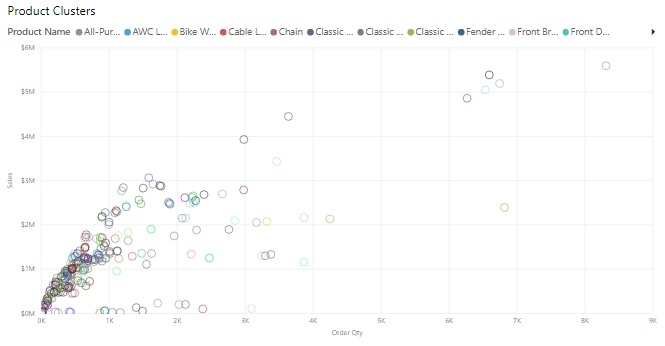 Product Clusters
Product Name All-Pur... AWC L... Bike W... Cable L... Chain Classic ... Classic ... Classic ... Fender ... Front Br... Front D...
$6M
$5M
$4M
$3M
$2M
$1M
$0M
Sales
0K 1K 2K 3K 4K 5K 6K 7K 8K 9K
Order Qty